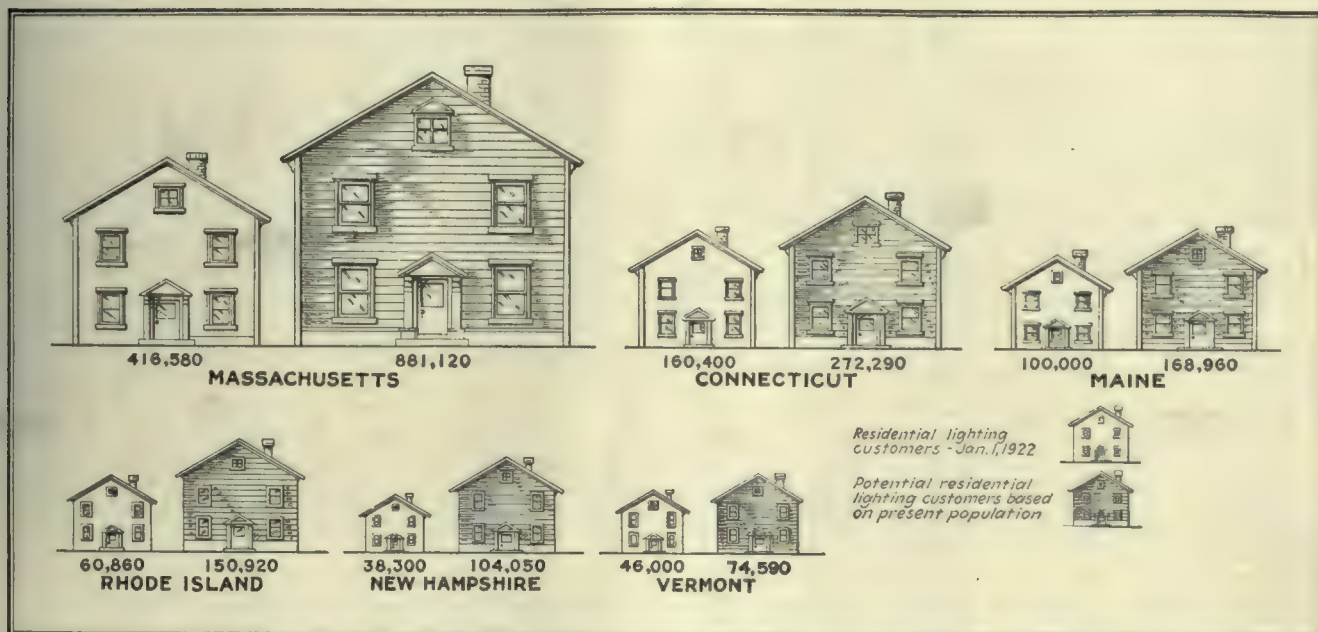 416,580 881,120
MASSACHUSETTS
160,400 272,290
CONNECTICUT
100,000 168,960
MAINE
60,860 150,920
RHODE ISLAND
38,300 104,050
NEW HAMPSHIRE
46,000 74,590
VERMONT
Residential lighting
customers - Jan. 1, 1922
Potential residential
lighting customers based
on present population